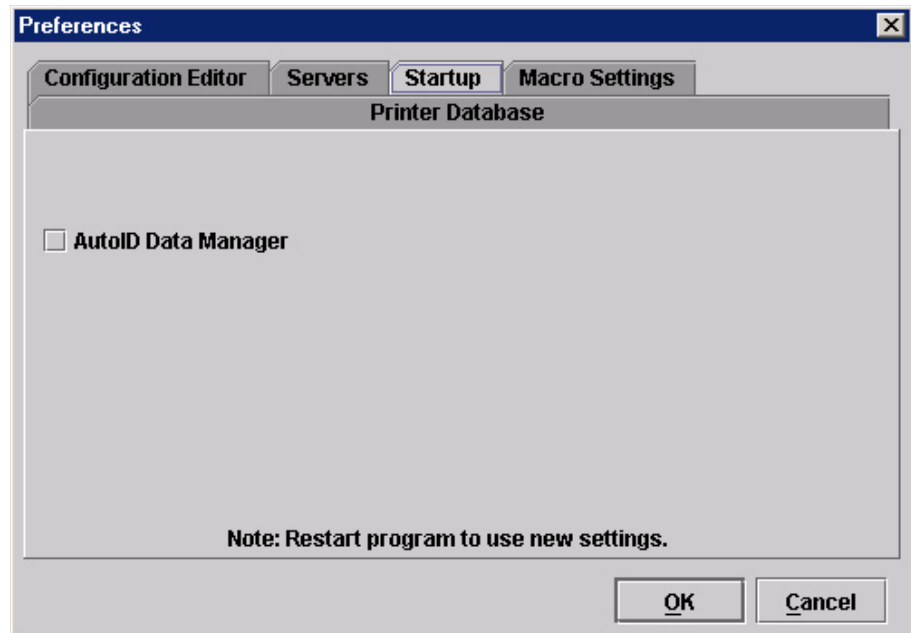 Preferences
Configuration Editor Servers Startup Macro Settings
Printer Database
AutoID Data Manager
Note: Restart program to use new settings.
OK Cancel